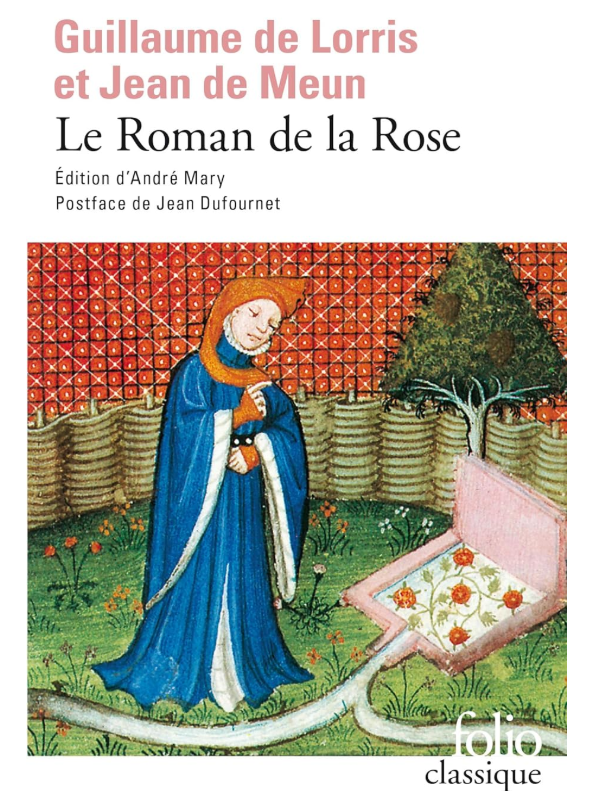 Guillaume de Lorris
et Jean de Meun
Le Roman de la Rose
Édition d'André Mary
Postface de Jean Dufournet
folio
classique